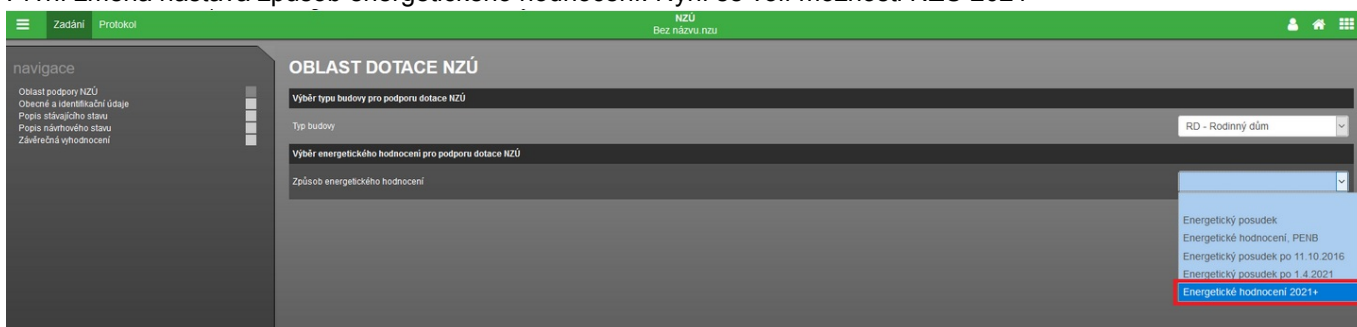 Zadání Protokol
NZÚ
Bez názvu.nzu
navigace
Oblast podpory NZÚ
Obecné a identifikační údaje
Popis stávajícího stavu
Popis návrhového stavu
Závěrečná vyhodnocení
OBLAST DOTACE NZÚ
Výběr typu budovy pro podporu dotace NZÚ
Typ budovy
RD - Rodinný dům
Výběr energetického hodnocení pro podporu dotace NZÚ
Způsob energetického hodnocení
Energetický posudek
Energetické hodnocení, PENB
Energetický posudek po 11.10.2016
Energetický posudek po 1.4.2021
Energetické hodnocení 2021+